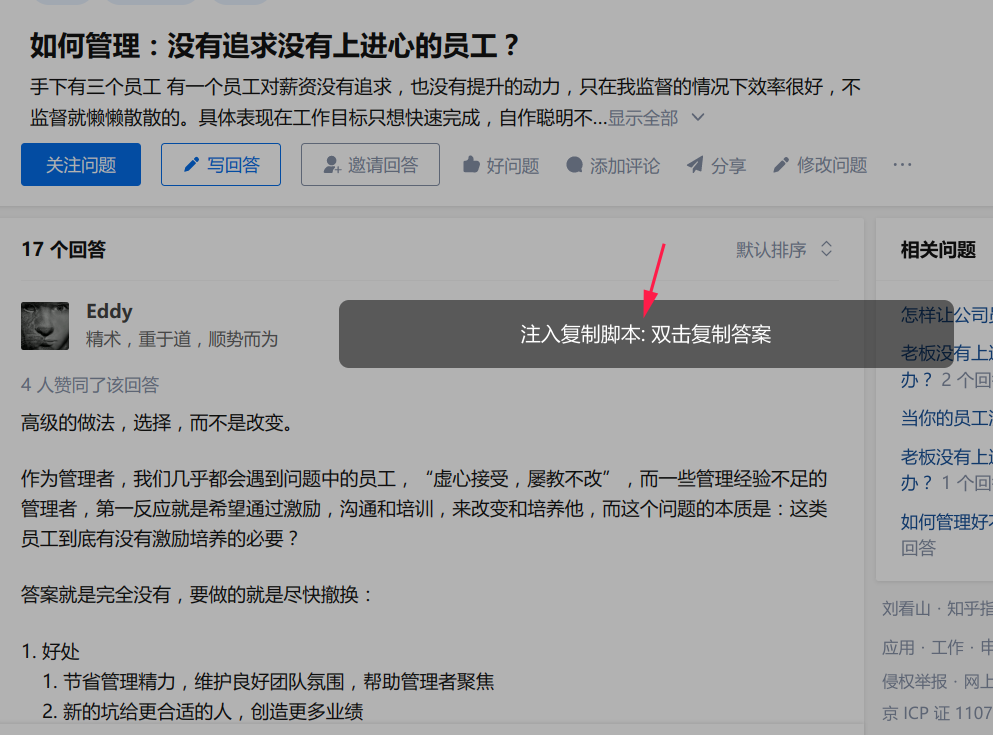 如何管理：没有追求没有上进心的员工？
手下有三个员工 有一个员工对薪资没有追求，也没有提升的动力，只在我监督的情况下效率很好，不
监督就懒懒散散的。具体表现在工作目标只想快速完成，自作聪明不...显示全部
关注问题 写回答 邀请回答 好问题 添加评论 分享 修改问题 ...
17 个回答 默认排序
Eddy
精术，重于道，顺势而为
注入复制脚本: 双击复制答案
4 人赞同了该回答
高级的做法，选择，而不是改变。
作为管理者，我们几乎都会遇到问题中的员工，“虚心接受，屡教不改”，而一些管理经验不足的
管理者，第一反应就是希望通过激励，沟通和培训，来改变和培养他，而这个问题的本质是：这类
员工到底有没有激励培养的必要？
答案就是完全没有，要做的就是尽快撤换：
1. 好处
1. 节省管理精力，维护良好团队氛围，帮助管理者聚焦
2. 新的坑给更合适的人，创造更多业绩
相关问题
怎样让公司
老板没有上
办？ 2 个回
当你的员工
老板没有上
办？ 1 个回
如何管理好
回答
刘看山 · 知乎指
应用 · 工作 · 申
侵权举报 · 网上
京 ICP 证 1107